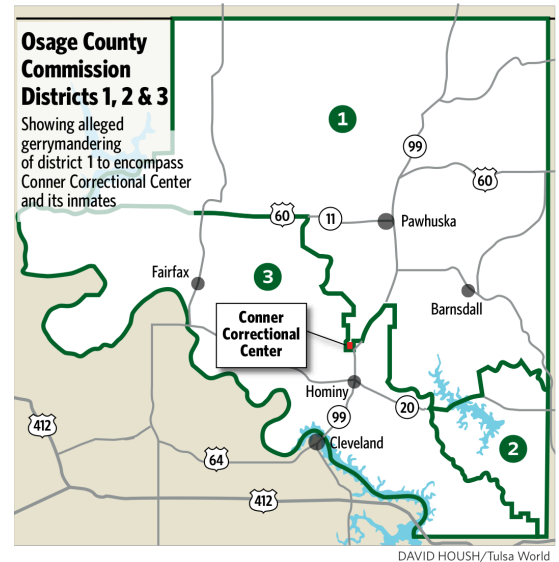 Osage County
Commission
Districts 1, 2 & 3
Showing alleged
gerrymandering
of district 1 to encompass
Conner Correctional Center
and its inmates
1
99
60
60
11
Pawhuska
Fairfax
3
Barnsdall
Conner
Correctional
Center
Hominy
20
99
412
Cleveland
2
64
412
DAVID HOUSH/Tulsa World